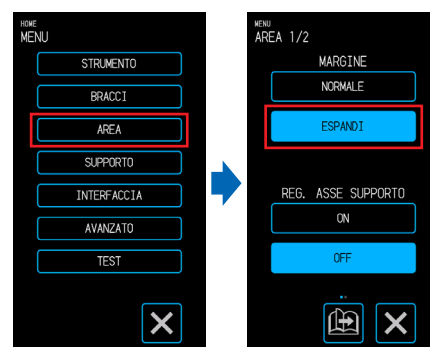 HOME
MENU
STRUMENTO
BRACCI
AREA
SUPPORTO
INTERFACCIA
AVANZATO
TEST
MENU
AREA 1/2
MARGINE
NORMALE
ESPANDI
REG. ASSE SUPPORTO
ON
OFF